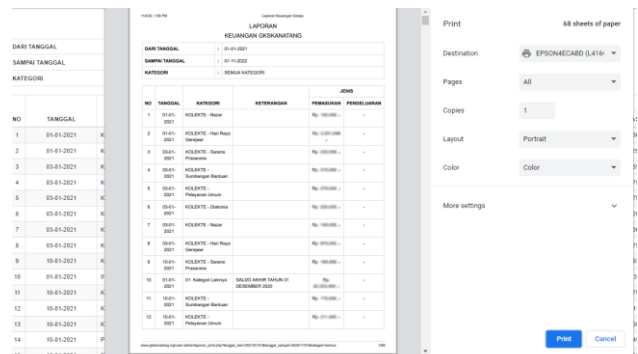 11/4/22, 1:08 PM Laporan Keuangan Gereja
LAPORAN
KEUANGAN GKSKANATANG
DARI TANGGAL : 01-01-2021
SAMPAI TANGGAL : 01-11-2022
KATEGORI : SEMUA KATEGORI
JENIS
NO TANGGAL KATEGORI KETERANGAN PEMASUKAN PENGELUARAN
1 01-01-2021 KOLEKTE - Nazar -
2 01-01-2021 KOLEKTE - Hari Raya Gerejawi -
3 03-01-2021 KOLEKTE - Sarana Prasarana -
4 03-01-2021 KOLEKTE - Sumbangan Bantuan -
5 03-01-2021 KOLEKTE - Pelayanan Umum -
6 03-01-2021 KOLEKTE - Diakonia -
7 03-01-2021 KOLEKTE - Nazar -
8 03-01-2021 KOLEKTE - Hari Raya Gerejawi -
9 10-01-2021 KOLEKTE - Sarana Prasarana -
10 01-01-2021 01. Kategori Lainnya SALDO AKHIR TAHUN 31 DESEMBER 2020 -
11 10-01-2021 KOLEKTE - Sumbangan Bantuan -
12 10-01-2021 KOLEKTE - Pelayanan Umum -
DARI TANGGAL
SAMPAI TANGGAL
KATEGORI
NO TANGGAL
1 01-01-2021 K
2 01-01-2021 K
3 03-01-2021 K
4 03-01-2021 K
5 03-01-2021 K
6 03-01-2021 K
7 03-01-2021 K
8 03-01-2021 K
9 10-01-2021 K
10 01-01-2021
11 10-01-2021 K
12 10-01-2021 K
13 10-01-2021 K
14 10-01-2021 P
Print 68 sheets of paper
Destination EPSON4ECABD (L416
Pages All
Copies 1
Layout Portrait
Color Color
More settings
Print Cancel